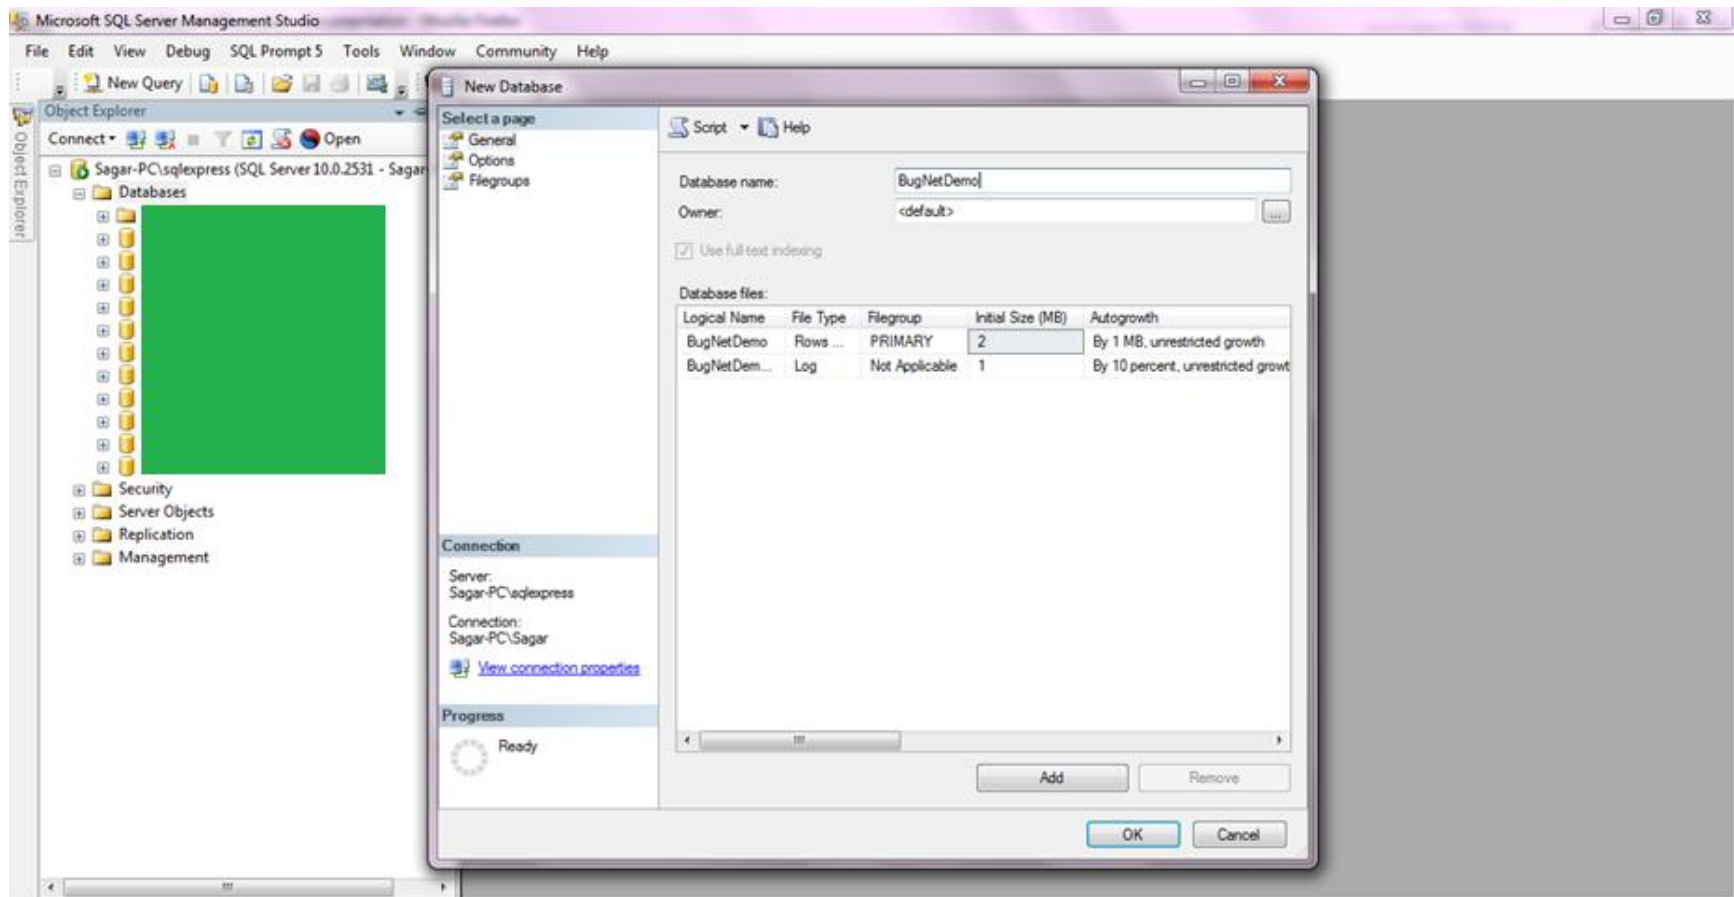 Microsoft SQL Server Management Studio
File Edit View Debug SQL Prompt 5 Tools Window Community Help
New Query
Object Explorer
Object Explorer
Connect Open
Sagar-PC\sqlexpress (SQL Server 10.0.2531 - Sagar
Databases
Security
Server Objects
Replication
Management
New Database
Select a page
General
Options
Filegroups
Connection
Server:
Sagar-PC\sqlexpress
Connection:
Sagar-PC\Sagar
View connection properties
Progress
Ready
Script Help
Database name: BugNetDemo
Owner: <default> ...
Use full-text indexing
Database files:
Logical Name File Type Filegroup Initial Size (MB) Autogrowth
BugNetDemo Rows ... PRIMARY 2 By 1 MB, unrestricted growth
BugNetDem... Log Not Applicable 1 By 10 percent, unrestricted growt
Add Remove
OK Cancel